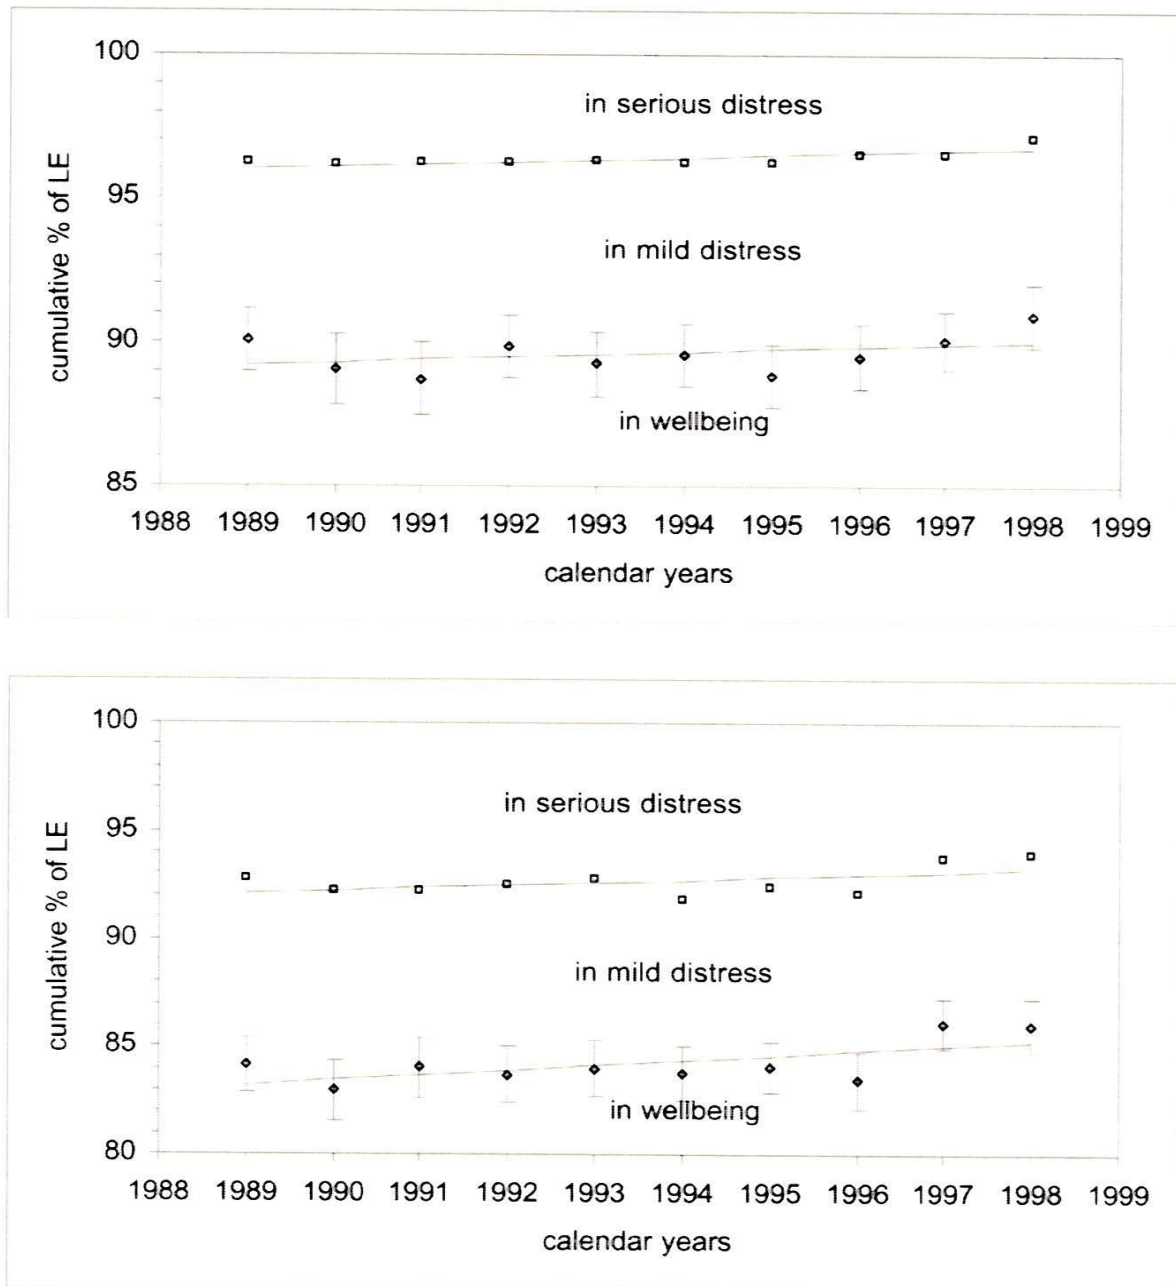 100
in serious distress
95
in mild distress
90
in wellbeing
85
cumulative % of LE
1988 1989 1990 1991 1992 1993 1994 1995 1996 1997 1998 1999
calendar years
100
in serious distress
95
90
in mild distress
85
in wellbeing
80
cumulative % of LE
1988 1989 1990 1991 1992 1993 1994 1995 1996 1997 1998 1999
calendar years